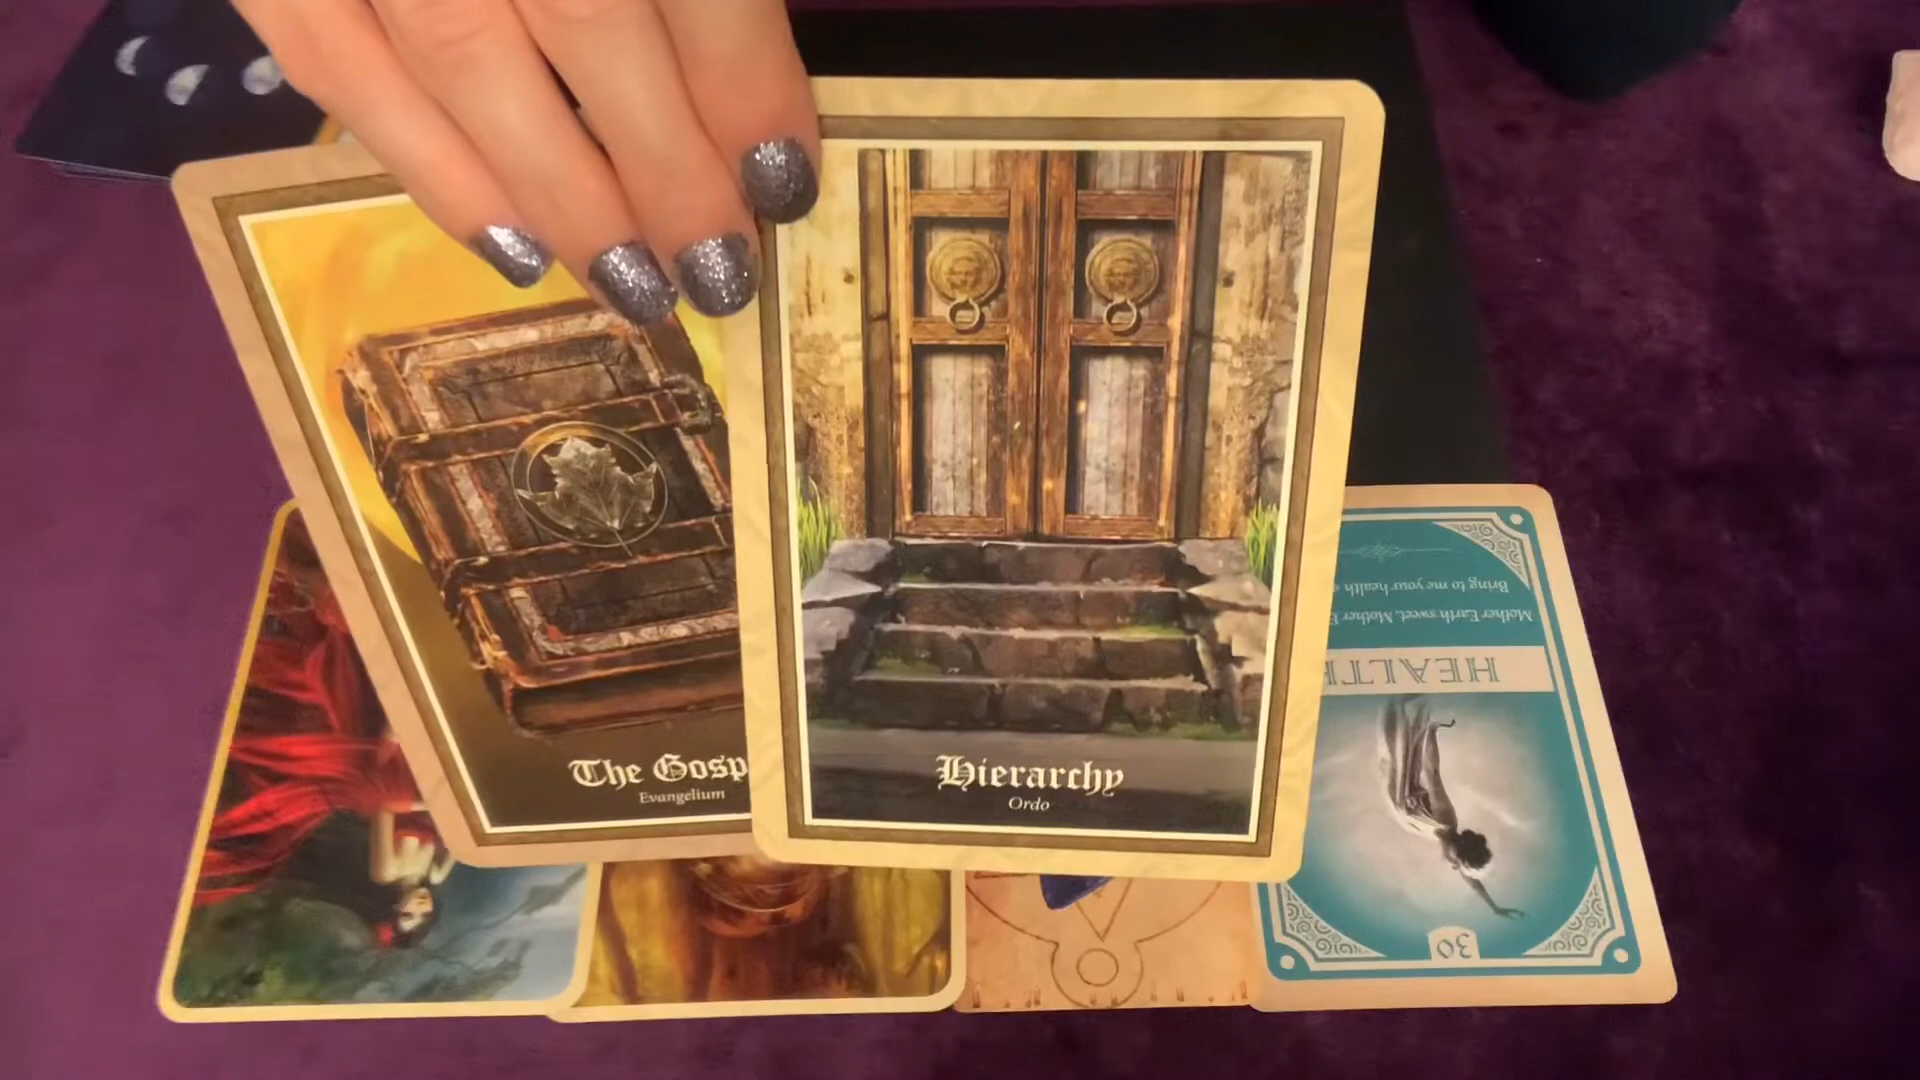 The Gosp
Evangelium
Hierarchy
Ordo
30
HEALT
Mother Earth sweet, Mother E
Bring to me your health